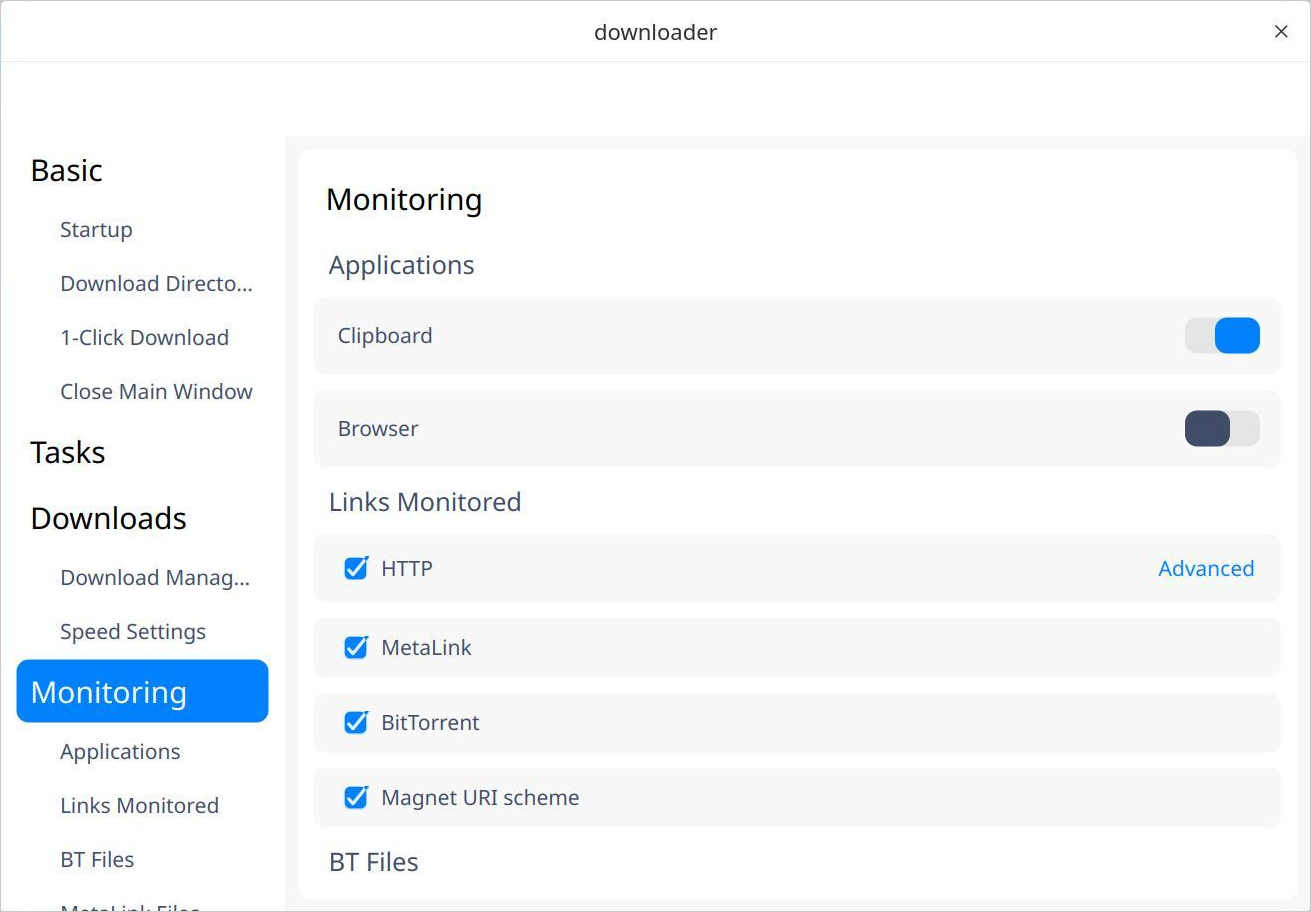 downloader
Basic
Startup
Download Directo...
1-Click Download
Close Main Window
Tasks
Downloads
Download Manag...
Speed Settings
Monitoring
Applications
Links Monitored
BT Files
MetaLink Files
Monitoring
Applications
Clipboard
Browser
Links Monitored
HTTP
Advanced
MetaLink
BitTorrent
Magnet URI scheme
BT Files